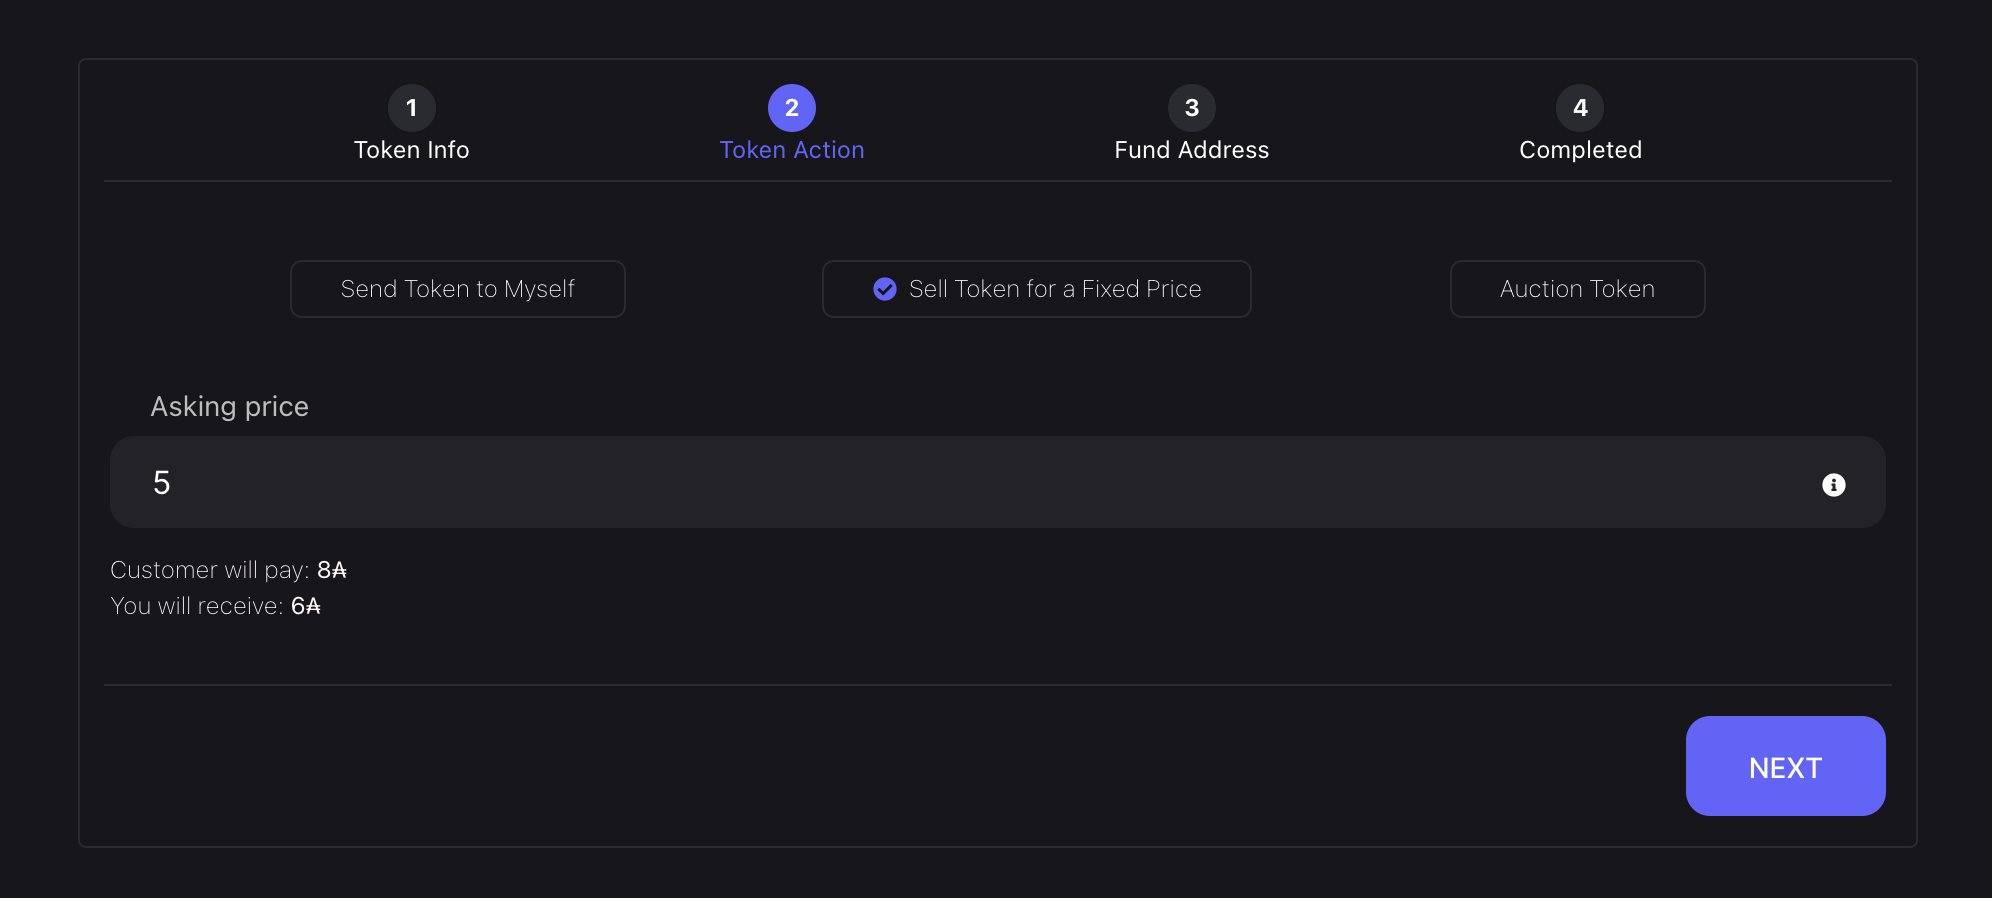 1 2 3 4
Token Info Token Action Fund Address Completed
Send Token to Myself Sell Token for a Fixed Price Auction Token
Asking price
5
Customer will pay: 8₳
You will receive: 6₳
NEXT